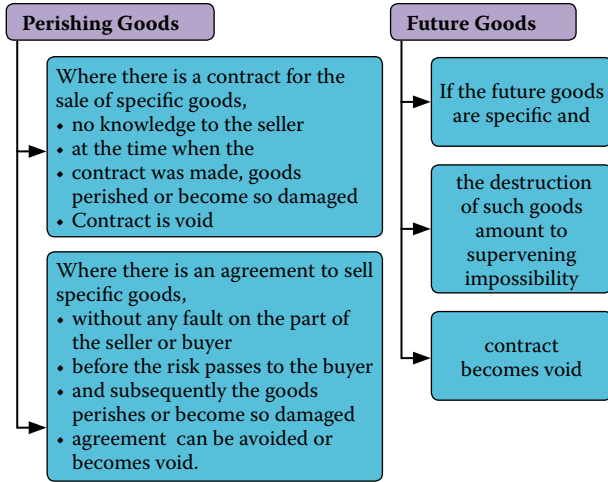 Perishing Goods
Where there is a contract for the
sale of specific goods,
• no knowledge to the seller
• at the time when the
• contract was made, goods
perished or become so damaged
• Contract is void
Where there is an agreement to sell
specific goods,
• without any fault on the part of
the seller or buyer
• before the risk passes to the buyer
• and subsequently the goods
perishes or become so damaged
• agreement can be avoided or
becomes void.
Future Goods
If the future goods
are specific and
the destruction
of such goods
amount to
supervening
impossibility
contract
becomes void